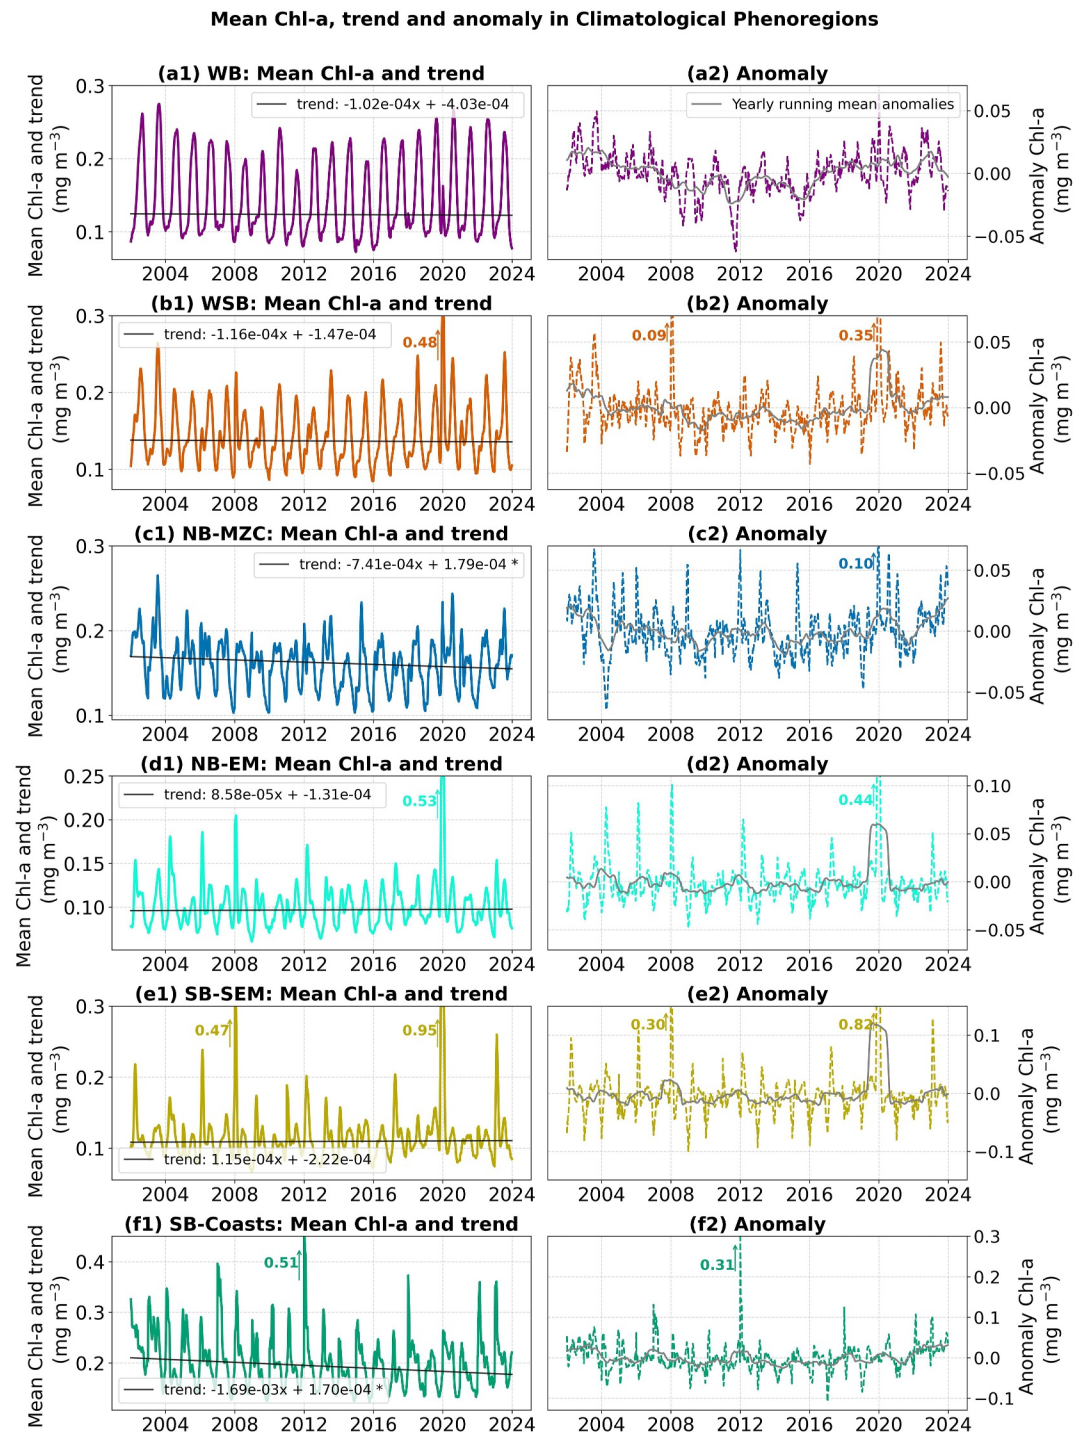 Mean Chl-a, trend and anomaly in Climatological Phenoregions
(a1) WB: Mean Chl-a and trend
Mean Chl-a and trend
(mg m⁻³)
0.3
0.2
0.1
trend: -1.02e-04x + -4.03e-04
2004 2008 2012 2016 2020 2024
(a2) Anomaly
Yearly running mean anomalies
0.05
0.00
−0.05
Anomaly Chl-a
(mg m⁻³)
2004 2008 2012 2016 2020 2024
(b1) WSB: Mean Chl-a and trend
Mean Chl-a and trend
(mg m⁻³)
0.3
0.2
0.1
trend: -1.16e-04x + -1.47e-04
0.48
2004 2008 2012 2016 2020 2024
(b2) Anomaly
0.09
0.35
0.05
0.00
−0.05
Anomaly Chl-a
(mg m⁻³)
2004 2008 2012 2016 2020 2024
(c1) NB-MZC: Mean Chl-a and trend
Mean Chl-a and trend
(mg m⁻³)
0.3
0.2
0.1
trend: -7.41e-04x + 1.79e-04 *
2004 2008 2012 2016 2020 2024
(c2) Anomaly
0.10
0.05
0.00
−0.05
Anomaly Chl-a
(mg m⁻³)
2004 2008 2012 2016 2020 2024
(d1) NB-EM: Mean Chl-a and trend
Mean Chl-a and trend
(mg m⁻³)
0.25
0.20
0.15
0.10
trend: 8.58e-05x + -1.31e-04
0.53
2004 2008 2012 2016 2020 2024
(d2) Anomaly
0.44
0.10
0.05
0.00
−0.05
Anomaly Chl-a
(mg m⁻³)
2004 2008 2012 2016 2020 2024
(e1) SB-SEM: Mean Chl-a and trend
Mean Chl-a and trend
(mg m⁻³)
0.3
0.2
0.1
0.47
0.95
trend: 1.15e-04x + -2.22e-04
2004 2008 2012 2016 2020 2024
(e2) Anomaly
0.30
0.82
0.1
0.0
−0.1
Anomaly Chl-a
(mg m⁻³)
2004 2008 2012 2016 2020 2024
(f1) SB-Coasts: Mean Chl-a and trend
Mean Chl-a and trend
(mg m⁻³)
0.4
0.3
0.2
0.51
trend: -1.69e-03x + 1.70e-04 *
2004 2008 2012 2016 2020 2024
(f2) Anomaly
0.31
0.3
0.2
0.1
0.0
−0.1
Anomaly Chl-a
(mg m⁻³)
2004 2008 2012 2016 2020 2024